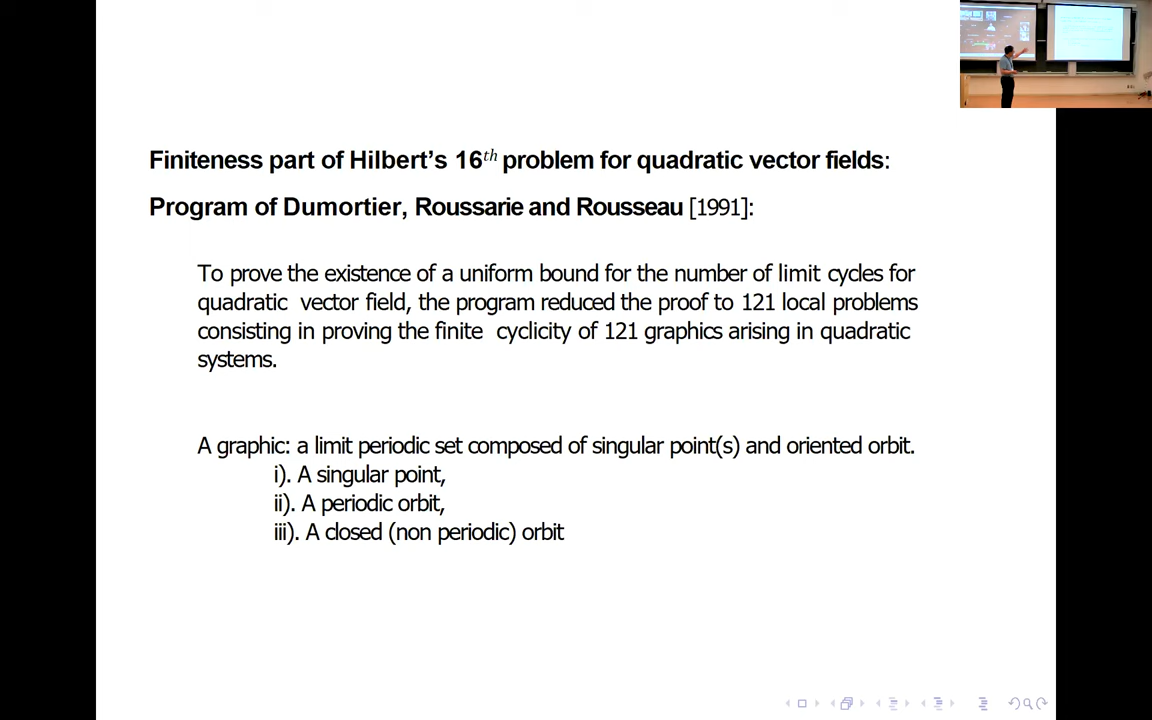 Finiteness part of Hilbert's 16th problem for quadratic vector fields:
Program of Dumortier, Roussarie and Rousseau [1991]:
To prove the existence of a uniform bound for the number of limit cycles for
quadratic vector field, the program reduced the proof to 121 local problems
consisting in proving the finite cyclicity of 121 graphics arising in quadratic
systems.
A graphic: a limit periodic set composed of singular point(s) and oriented orbit.
i). A singular point,
ii). A periodic orbit,
iii). A closed (non periodic) orbit